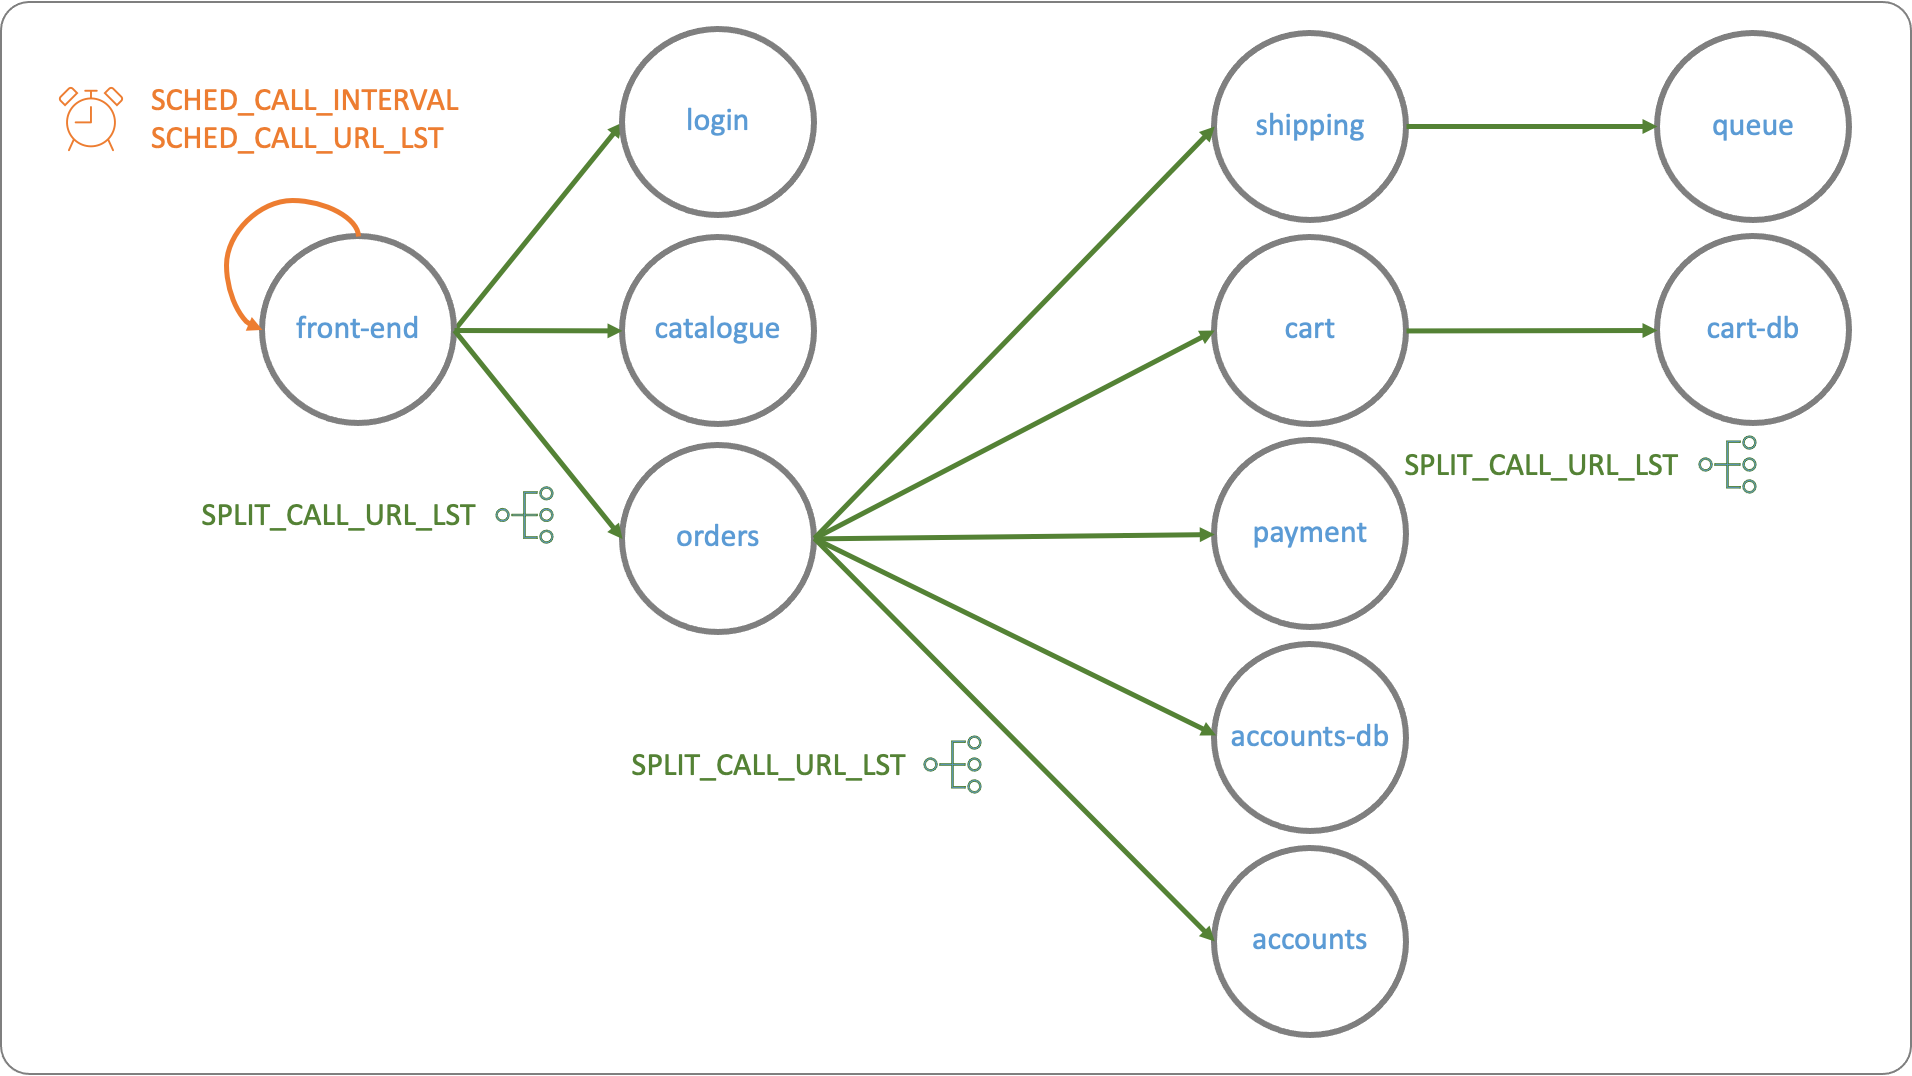 SCHED_CALL_INTERVAL
SCHED_CALL_URL_LST
login
shipping
queue
front-end
catalogue
cart
cart-db
SPLIT_CALL_URL_LST
SPLIT_CALL_URL_LST
orders
payment
accounts-db
SPLIT_CALL_URL_LST
accounts